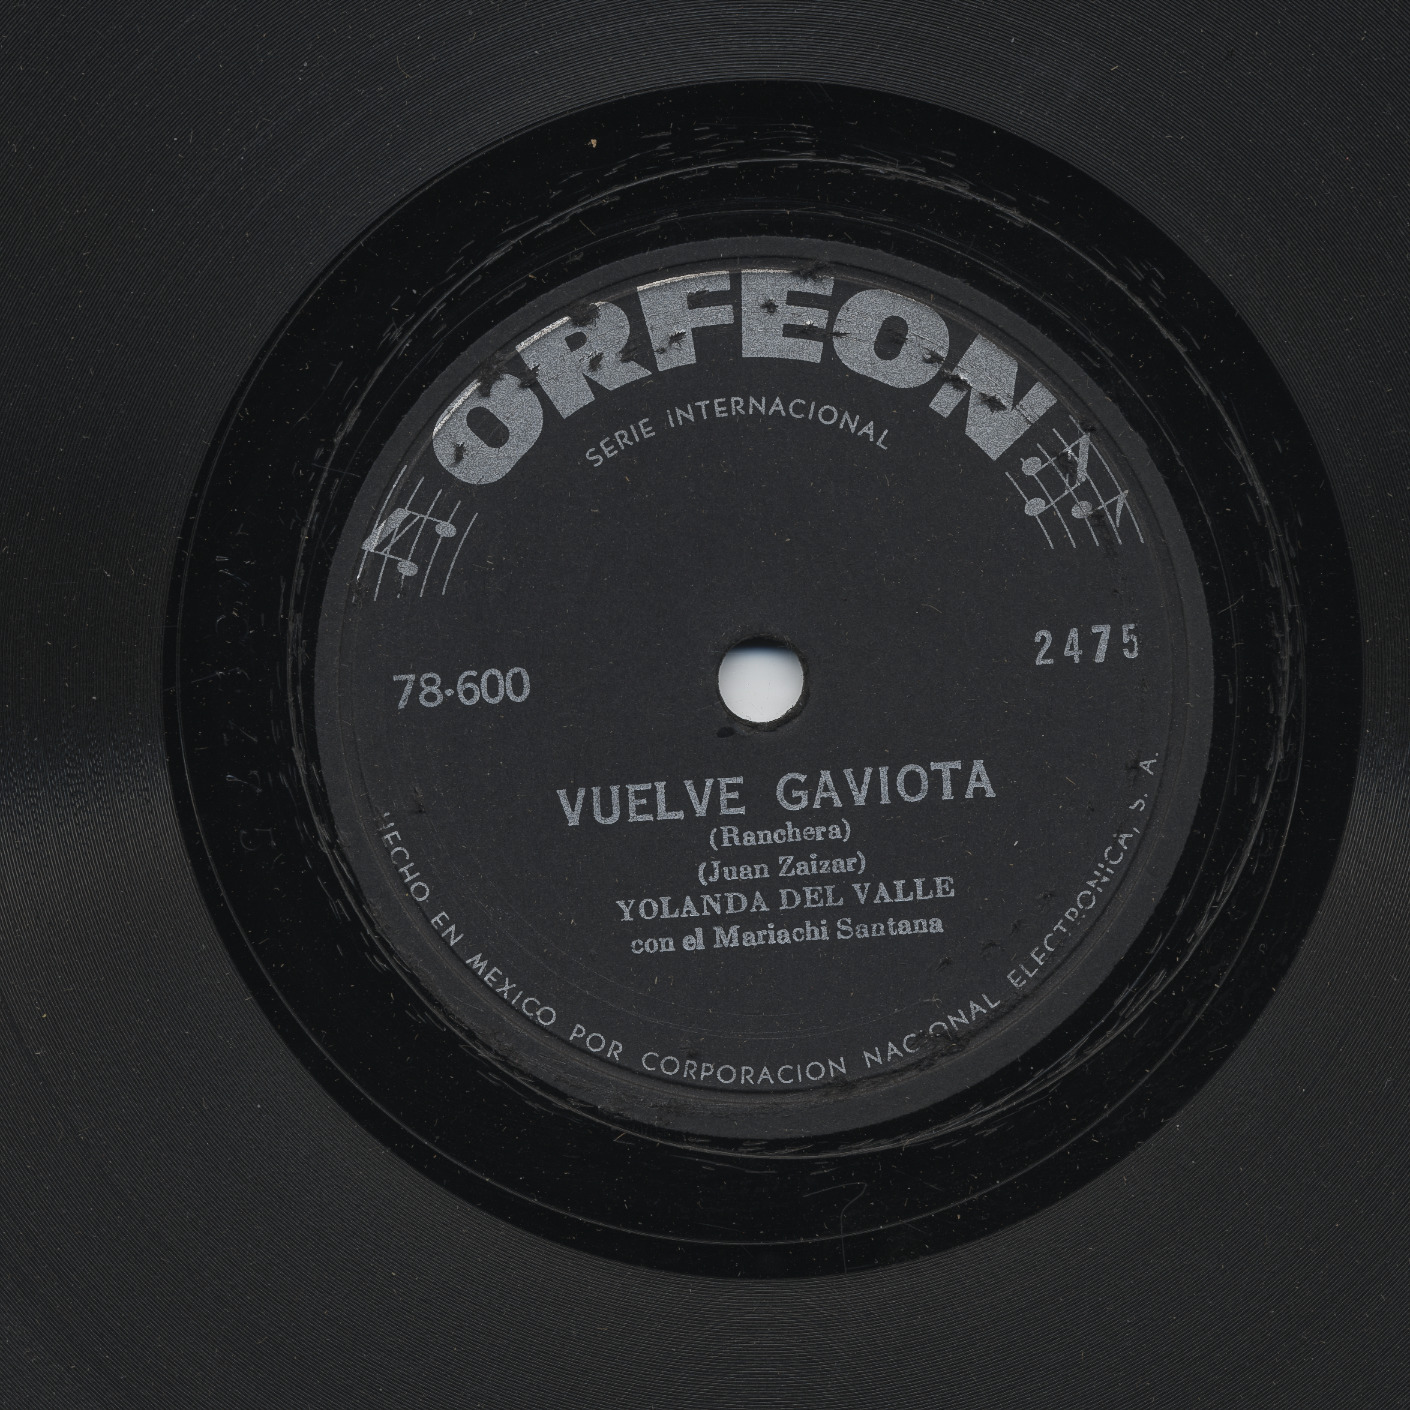 ORFEON
SERIE INTERNACIONAL
78·600
2475
VUELVE GAVIOTA
(Ranchera)
(Juan Zaizar)
YOLANDA DEL VALLE
con el Mariachi Santana
HECHO EN MEXICO POR CORPORACION NACIONAL ELECTRONICA, S. A.